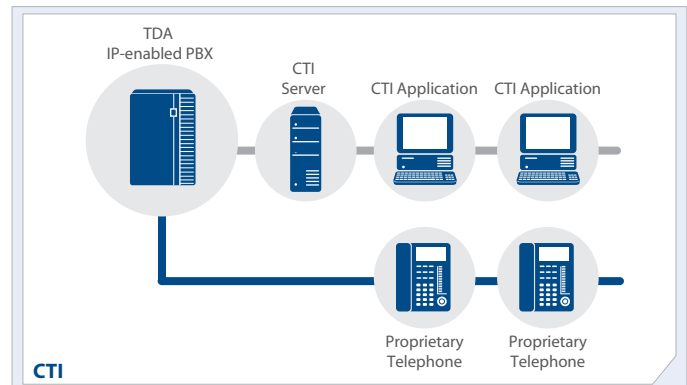 TDA
IP-enabled PBX
CTI
Server
CTI Application
CTI Application
Proprietary
Telephone
Proprietary
Telephone
CTI